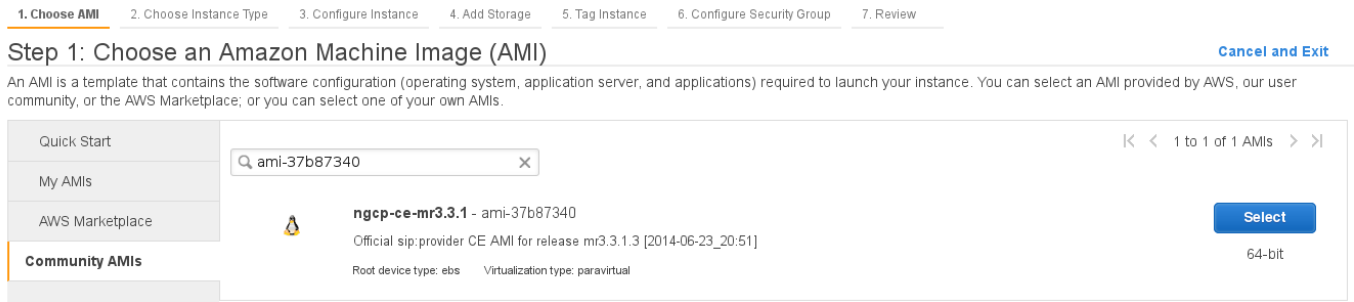 1. Choose AMI 2. Choose Instance Type 3. Configure Instance 4. Add Storage 5. Tag Instance 6. Configure Security Group 7. Review
Step 1: Choose an Amazon Machine Image (AMI)
Cancel and Exit
An AMI is a template that contains the software configuration (operating system, application server, and applications) required to launch your instance. You can select an AMI provided by AWS, our user
community, or the AWS Marketplace; or you can select one of your own AMIs.
Quick Start
My AMIs
AWS Marketplace
Community AMIs
ami-37b87340
1 to 1 of 1 AMIs
ngcp-ce-mr3.3.1 - ami-37b87340
Official sip:provider CE AMI for release mr3.3.1.3 [2014-06-23_20:51]
Root device type: ebs Virtualization type: paravirtual
Select
64-bit